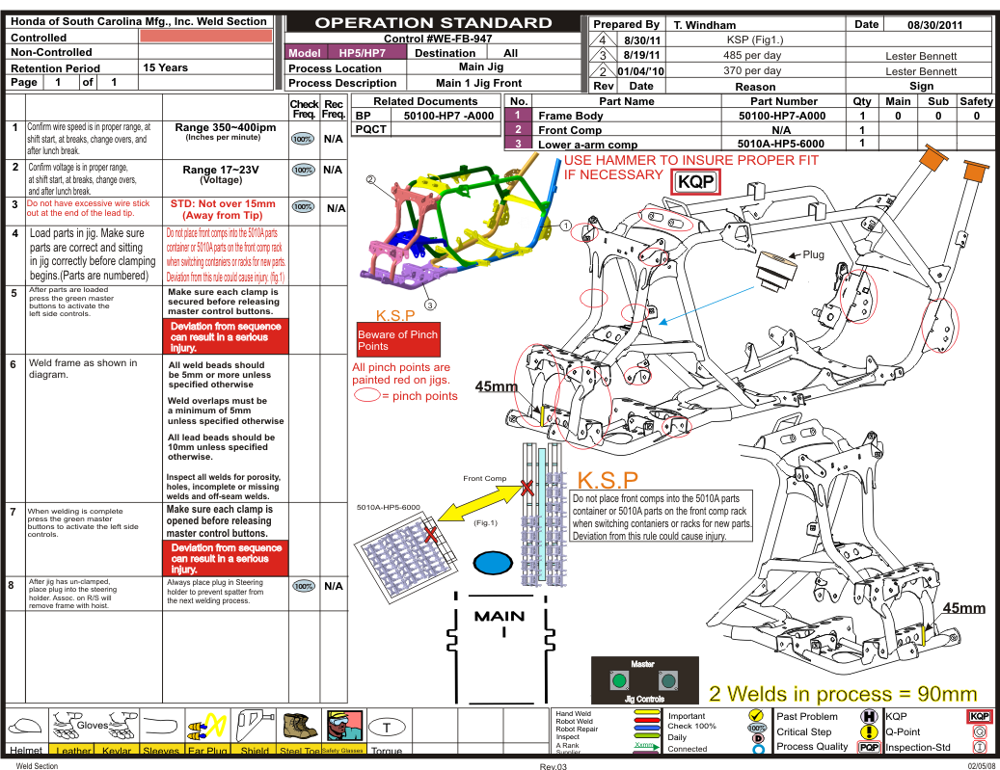 Honda of South Carolina Mfg., Inc. Weld Section
Controlled
Non-Controlled
Retention Period 15 Years
Page 1 of 1
OPERATION STANDARD
Control #WE-FB-947
Model HP5/HP7 Destination All
Process Location Main Jig
Process Description Main 1 Jig Front
Prepared By T. Windham Date 08/30/2011
4 8/30/11 KSP (Fig1.)
3 8/19/11 485 per day Lester Bennett
2 01/04/'10 370 per day Lester Bennett
Rev Date Reason Sign
Check Freq. Rec Freq.
Related Documents
BP 50100-HP7 -A000
PQCT
No. Part Name Part Number Qty Main Sub Safety
1 Frame Body 50100-HP7-A000 1 0 0 0
2 Front Comp N/A 1
3 Lower a-arm comp 5010A-HP5-6000 1
1 Confirm wire speed is in proper range, at
shift start, at breaks, change overs, and
after lunch break.
Range 350~400ipm
(Inches per minute)
100% N/A
2 Confirm voltage is in proper range,
at shift start, at breaks, change overs,
and after lunch break.
Range 17~23V
(Voltage)
100% N/A
3 Do not have excessive wire stick
out at the end of the lead tip.
STD: Not over 15mm
(Away from Tip)
100% N/A
4 Load parts in jig. Make sure
parts are correct and sitting
in jig correctly before clamping
begins.(Parts are numbered)
Do not place front comps into the 5010A parts
container or 5010A parts on the front comp rack
when switching contaniers or racks for new parts.
Deviation from this rule could cause injury. (fig.1)
5 After parts are loaded
press the green master
buttons to activate the
left side controls.
Make sure each clamp is
secured before releasing
master control buttons.
Deviation from sequence
can result in a serious
injury.
6 Weld frame as shown in
diagram.
All weld beads should
be 5mm or more unless
specified otherwise
Weld overlaps must be
a minimum of 5mm
unless specified otherwise
All lead beads should be
10mm unless specified
otherwise.
Inspect all welds for porosity,
holes, incomplete or missing
welds and off-seam welds.
7 When welding is complete
press the green master
buttons to activate the left side
controls.
Make sure each clamp is
opened before releasing
master control buttons.
Deviation from sequence
can result in a serious
injury.
8 After jig has un-clamped,
place plug into the steering
holder. Assoc. on R/S will
remove frame with hoist.
Always place plug in Steering
holder to prevent spatter from
the next welding process.
100% N/A
USE HAMMER TO INSURE PROPER FIT
IF NECESSARY KQP
2
1
3
Plug
K.S.P
Beware of Pinch
Points
All pinch points are
painted red on jigs.
= pinch points
45mm
Front Comp
5010A-HP5-6000
(Fig.1)
K.S.P
Do not place front comps into the 5010A parts
container or 5010A parts on the front comp rack
when switching contaniers or racks for new parts.
Deviation from this rule could cause injury.
MAIN
I
45mm
Master
Jig Controls
2 Welds in process = 90mm
Gloves
T
Helmet Leather Kevlar Sleeves Ear Plug Shield Steel Toe Safety Glasses Torque
Hand Weld
Robot Weld
Robot Repair
Inspect
A Rank Xxmm
Supplier
Important
Check 100% 100%
Daily D
Connected
Past Problem H
Critical Step !
Process Quality PQP
KQP KQP
Q-Point Q
Inspection-Std I
Weld Section Rev.03 02/05/08